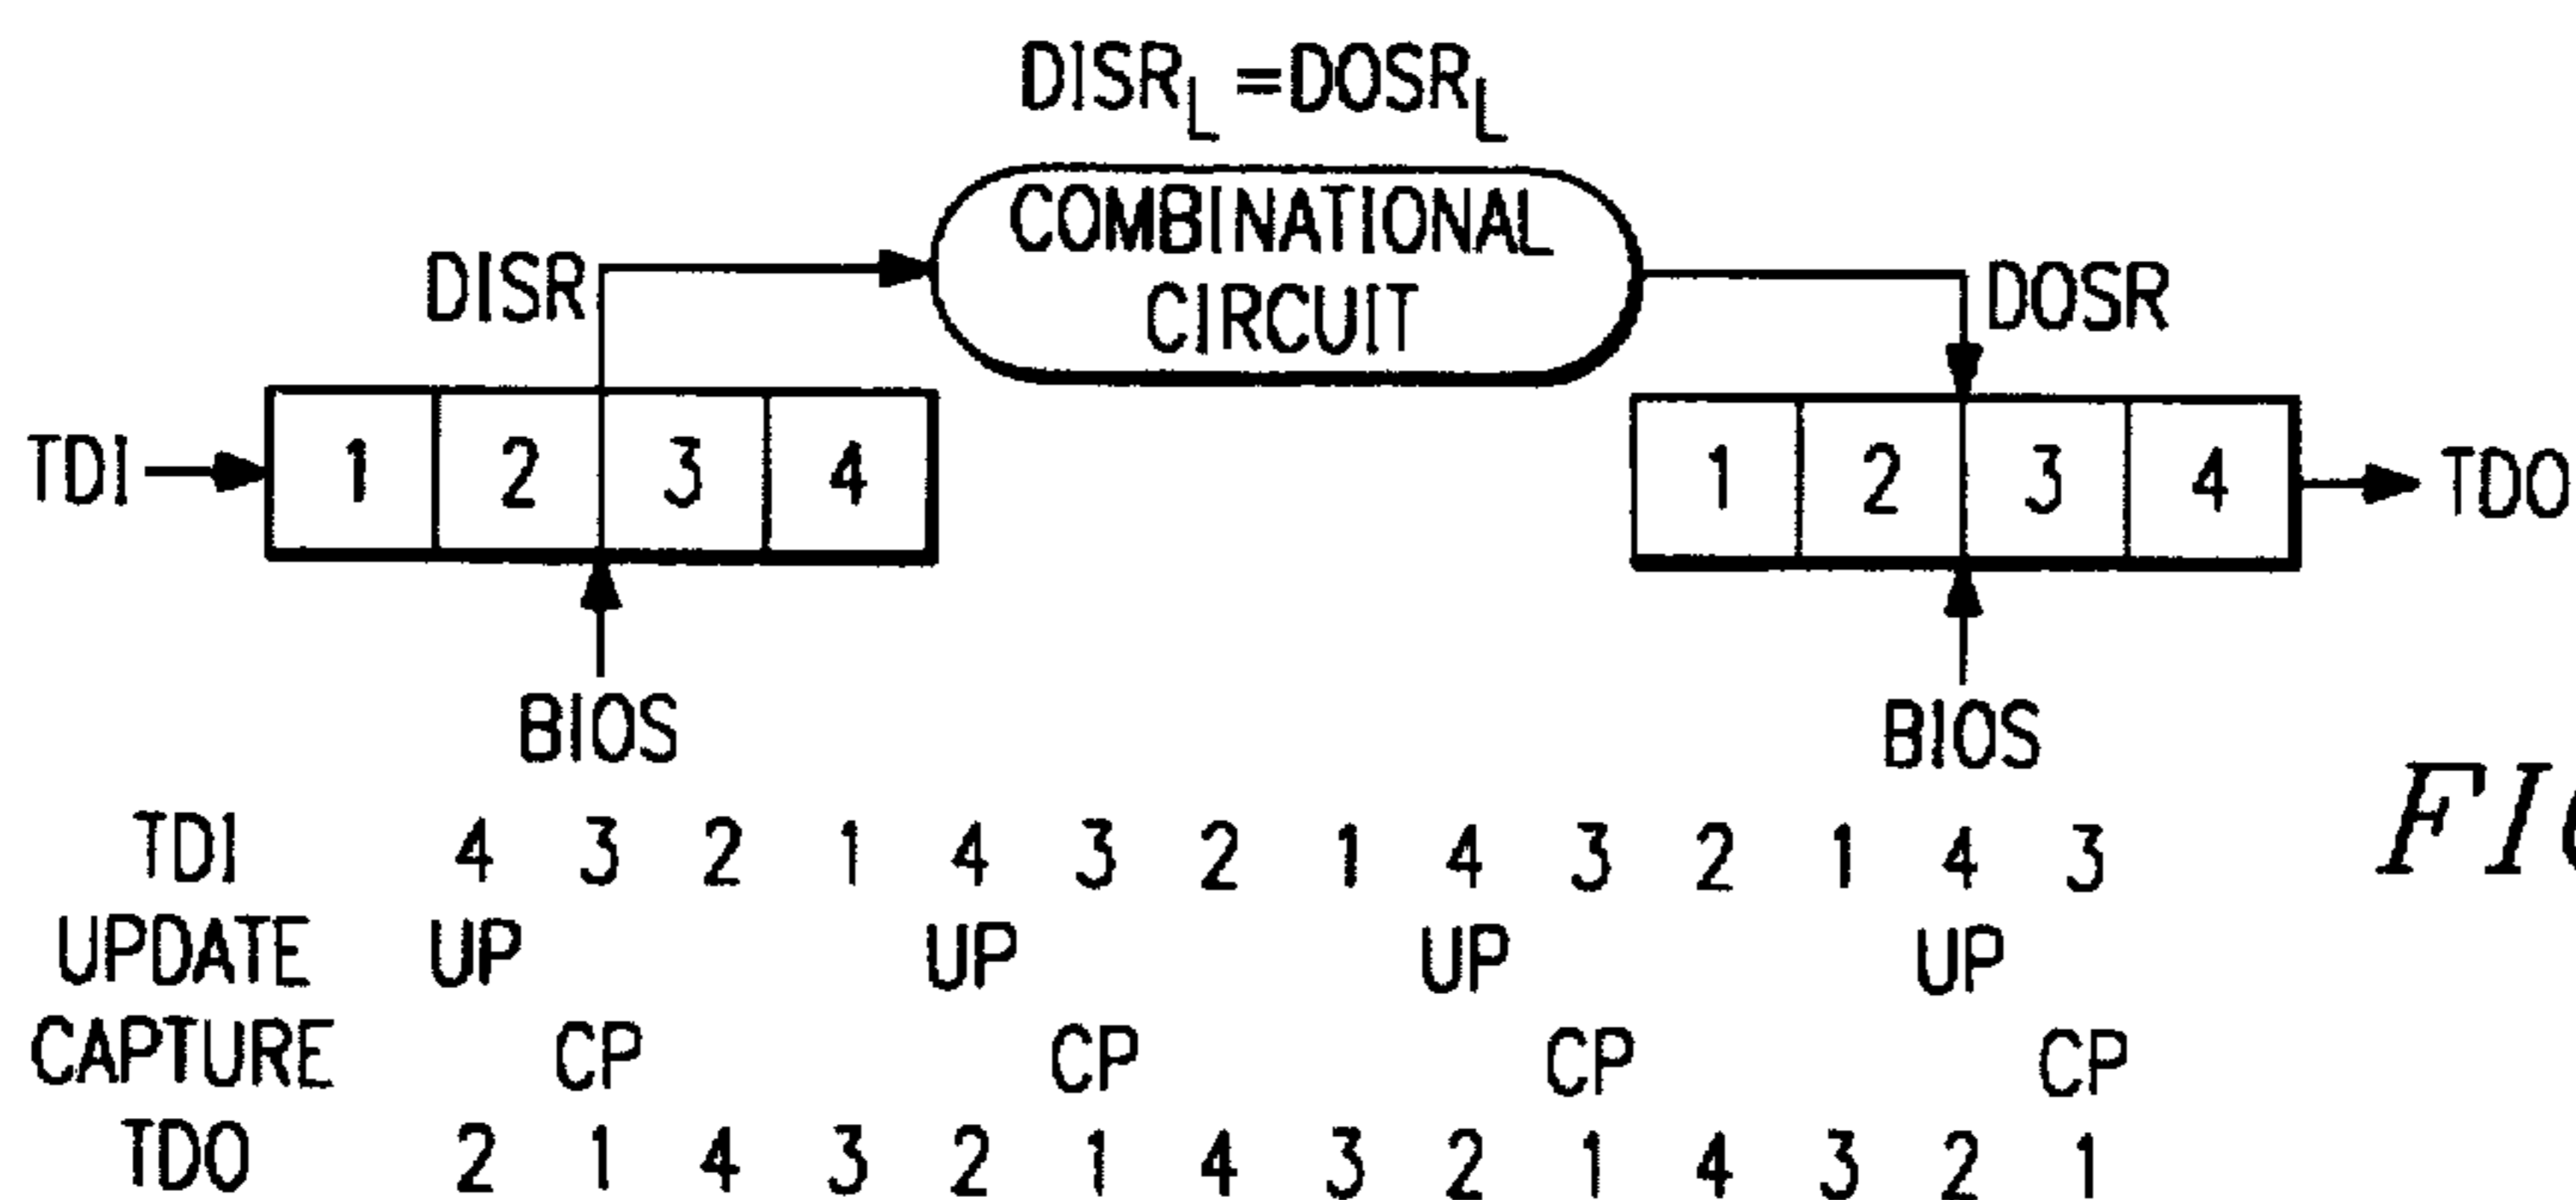 DISRL=DOSRL
COMBINATIONAL
CIRCUIT
DISR
DOSR
TDI 1 2 3 4
1 2 3 4 TDO
BIOS
BIOS
TDI 4 3 2 1 4 3 2 1 4 3 2 1 4 3
UPDATE UP UP UP UP
CAPTURE CP CP CP CP
TDO 2 1 4 3 2 1 4 3 2 1 4 3 2 1